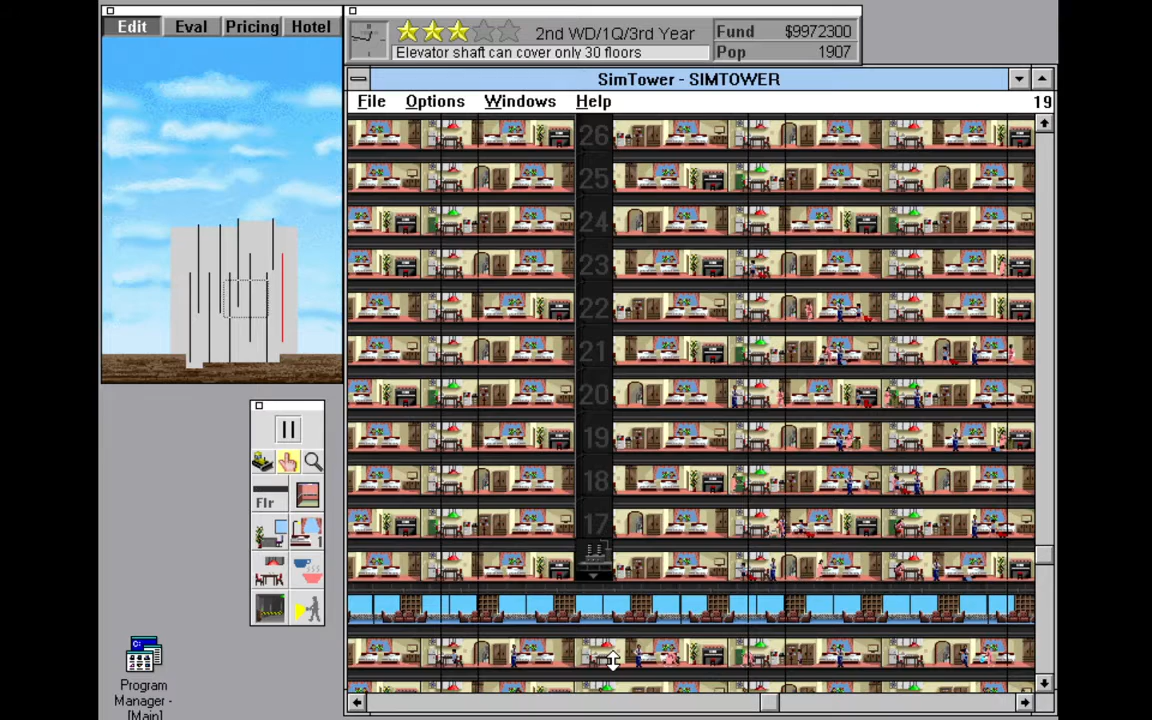 Edit Eval Pricing Hotel
2nd WD/1Q/3rd Year
Fund $9972300
Elevator shaft can cover only 30 floors
Pop 1907
SimTower - SIMTOWER
File Options Windows Help
19
26
25
24
23
22
21
20
19
18
17
Flr
C:\
Program
Manager -
[Main]